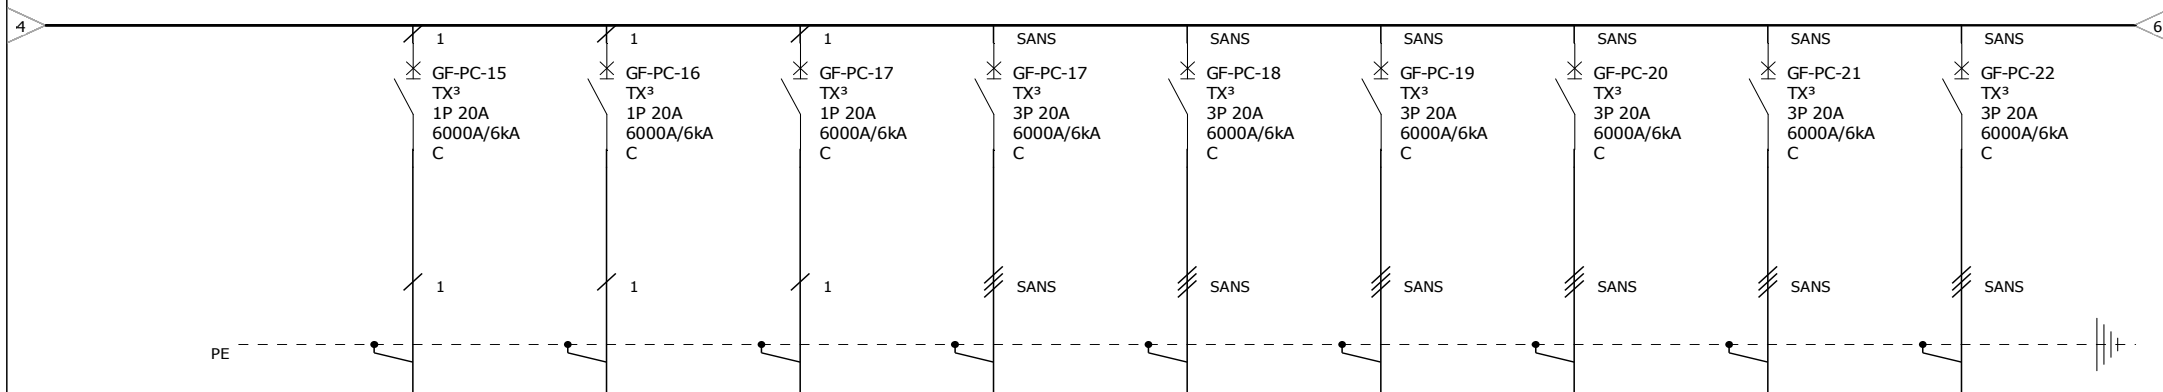 4
6
1
1
1
SANS
SANS
SANS
SANS
SANS
SANS
GF-PC-15
TX³
1P 20A
6000A/6kA
C
GF-PC-16
TX³
1P 20A
6000A/6kA
C
GF-PC-17
TX³
1P 20A
6000A/6kA
C
GF-PC-17
TX³
3P 20A
6000A/6kA
C
GF-PC-18
TX³
3P 20A
6000A/6kA
C
GF-PC-19
TX³
3P 20A
6000A/6kA
C
GF-PC-20
TX³
3P 20A
6000A/6kA
C
GF-PC-21
TX³
3P 20A
6000A/6kA
C
GF-PC-22
TX³
3P 20A
6000A/6kA
C
1
1
1
SANS
SANS
SANS
SANS
SANS
SANS
PE